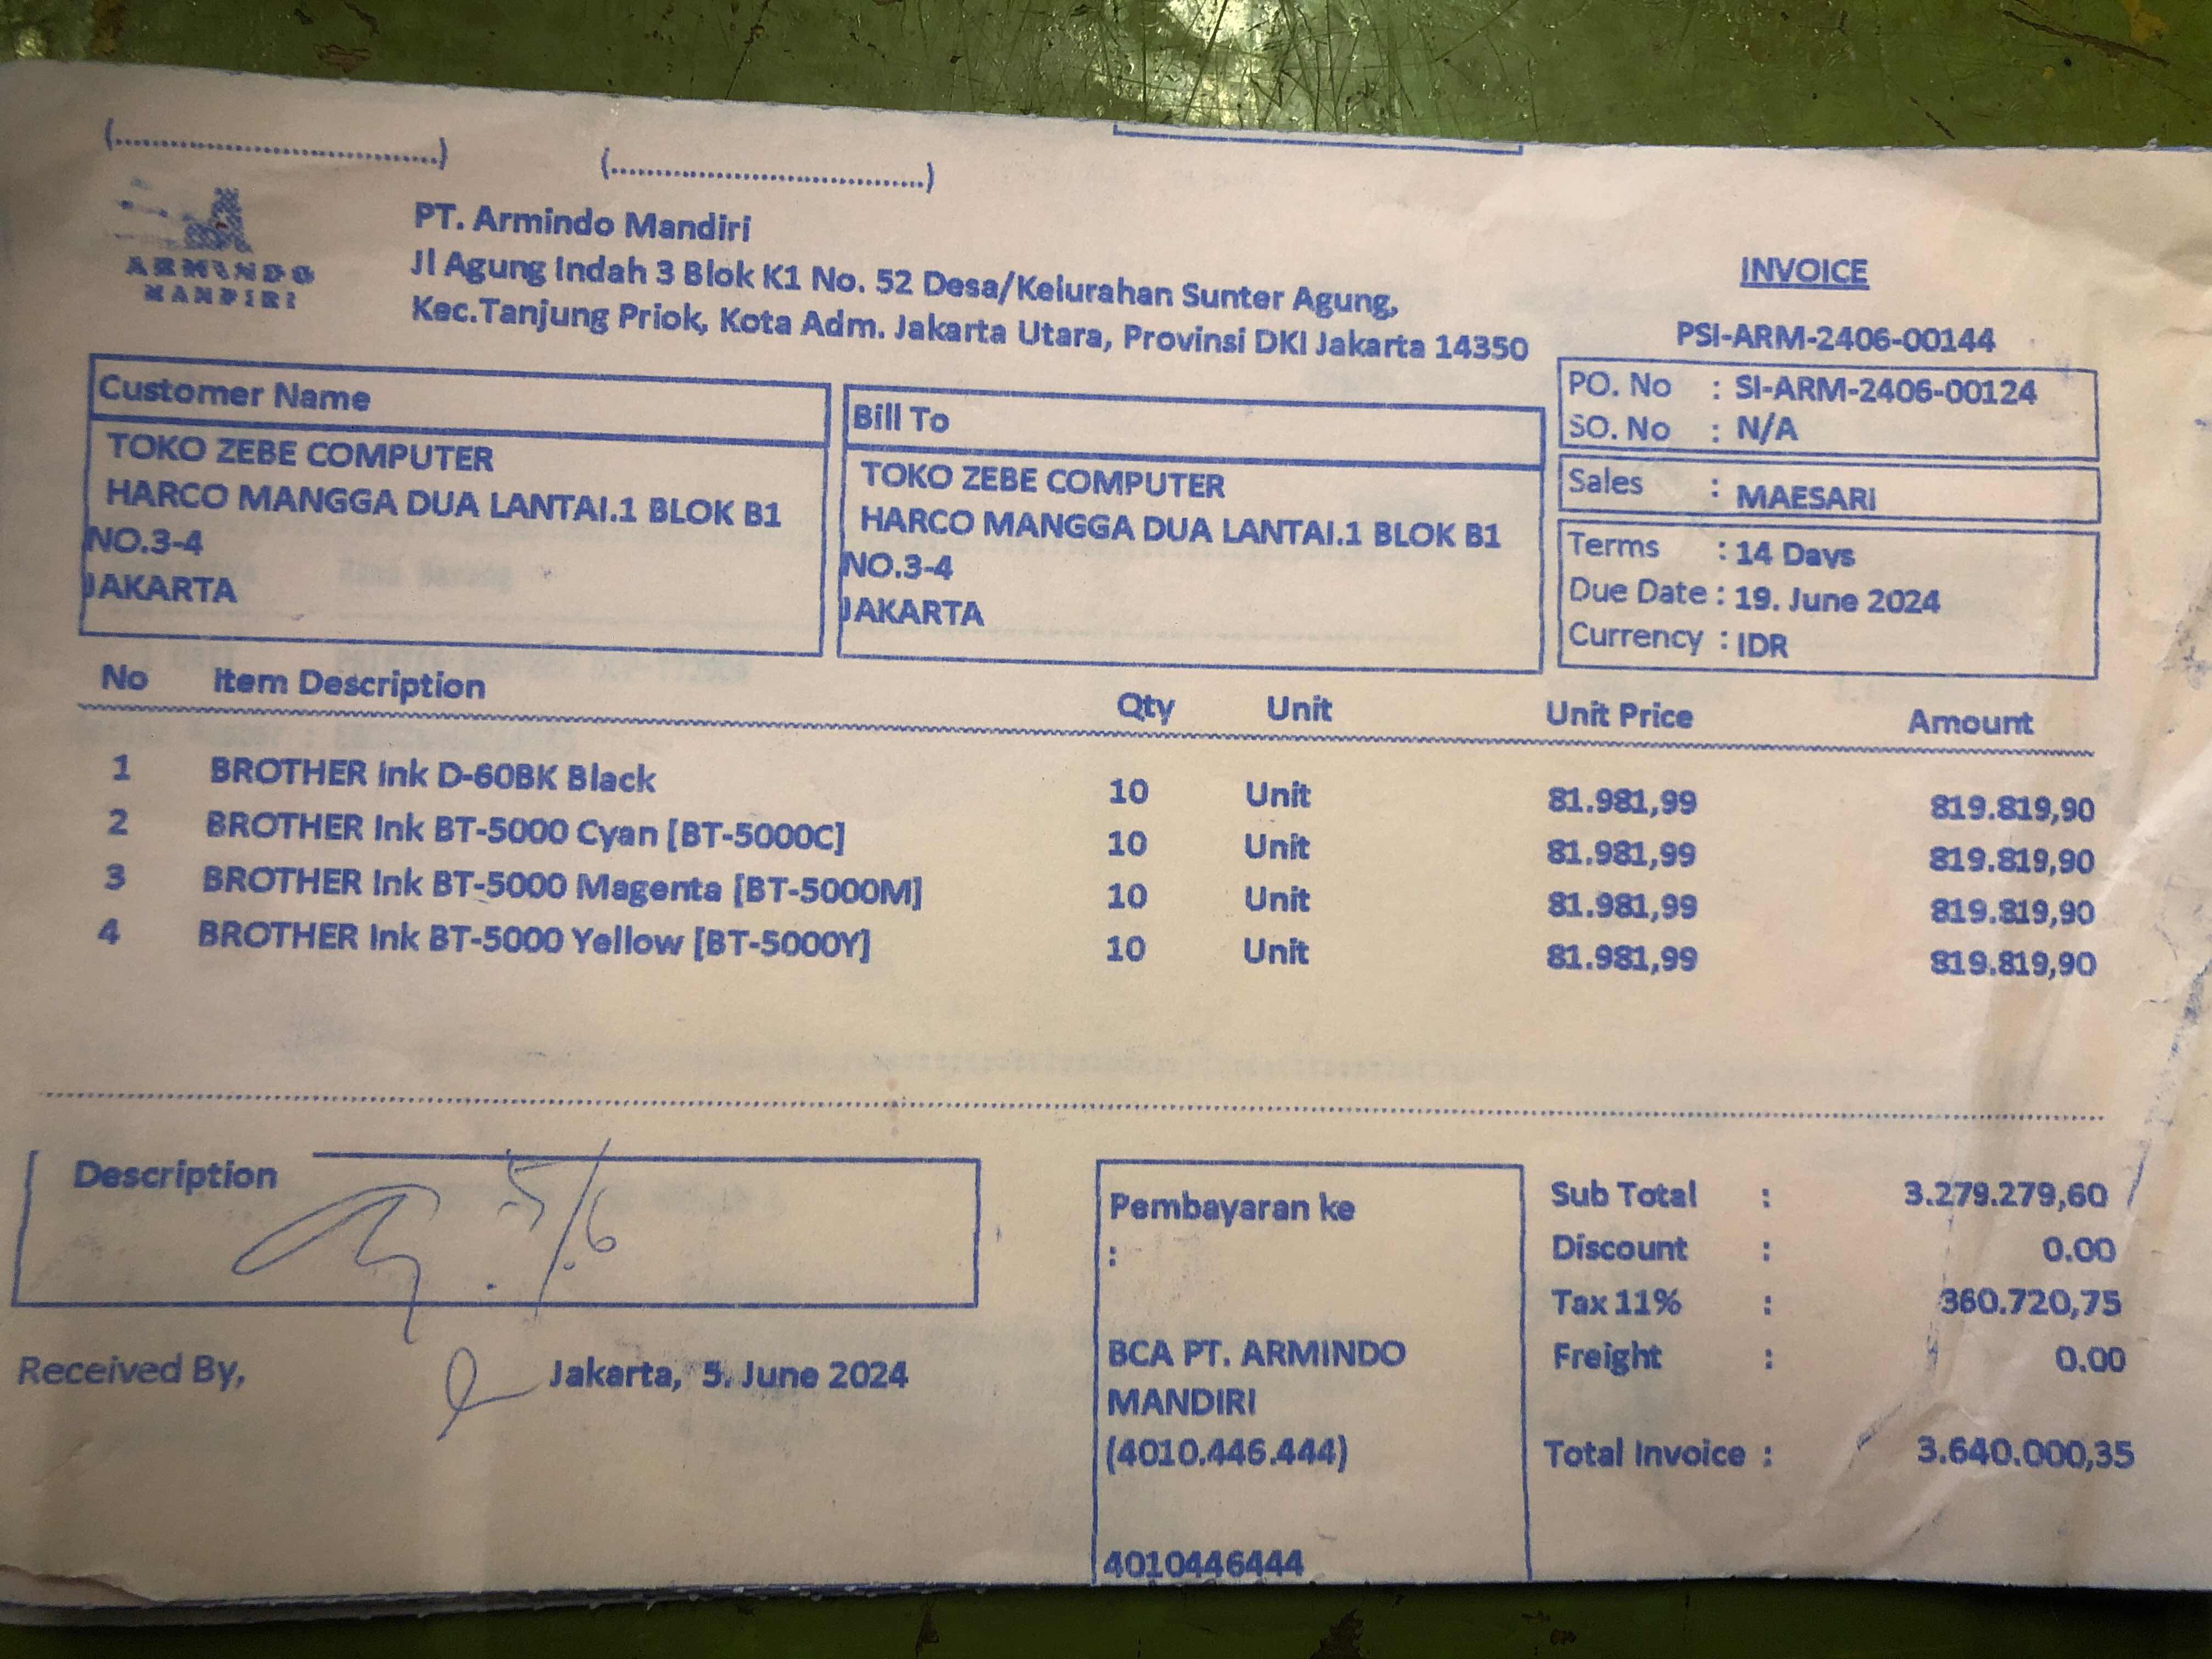 (................................)
(................................)
ARMINDO
MANDIRI
PT. Armindo Mandiri
Jl Agung Indah 3 Blok K1 No. 52 Desa/Kelurahan Sunter Agung,
Kec.Tanjung Priok, Kota Adm. Jakarta Utara, Provinsi DKI Jakarta 14350
INVOICE
PSI-ARM-2406-00144
PO. No : SI-ARM-2406-00124
SO. No : N/A
Sales : MAESARI
Terms : 14 Days
Due Date : 19. June 2024
Currency : IDR
Customer Name
TOKO ZEBE COMPUTER
HARCO MANGGA DUA LANTAI.1 BLOK B1
NO.3-4
JAKARTA
Bill To
TOKO ZEBE COMPUTER
HARCO MANGGA DUA LANTAI.1 BLOK B1
NO.3-4
JAKARTA
No Item Description Qty Unit Unit Price Amount
1 BROTHER Ink D-60BK Black 10 Unit 81.981,99 819.819,90
2 BROTHER Ink BT-5000 Cyan [BT-5000C] 10 Unit 81.981,99 819.819,90
3 BROTHER Ink BT-5000 Magenta [BT-5000M] 10 Unit 81.981,99 819.819,90
4 BROTHER Ink BT-5000 Yellow [BT-5000Y] 10 Unit 81.981,99 819.819,90
Description
5/6
Received By,
Jakarta, 5. June 2024
Pembayaran ke
:
BCA PT. ARMINDO
MANDIRI
(4010.446.444)
4010446444
Sub Total : 3.279.279,60
Discount : 0.00
Tax 11% : 360.720,75
Freight : 0.00
Total Invoice : 3.640.000,35